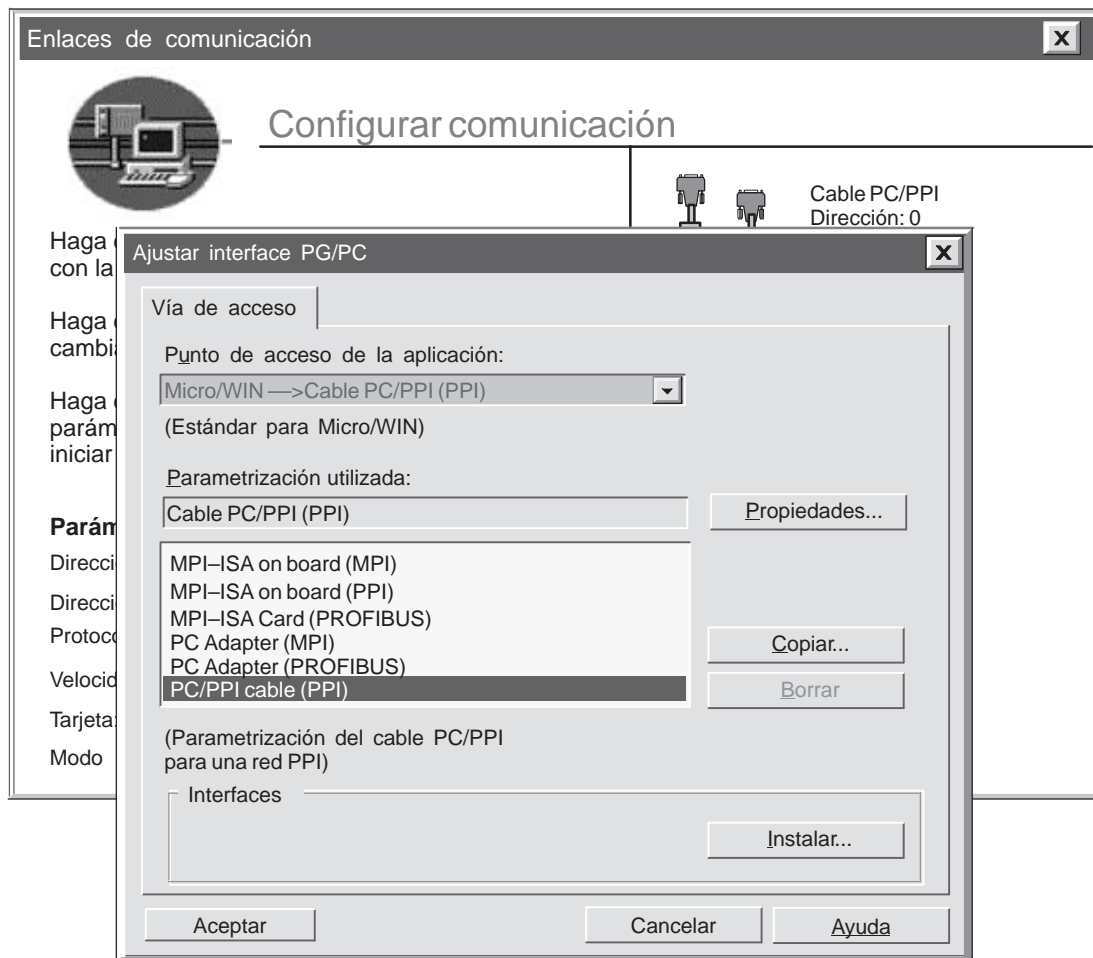 Enlaces de comunicación
X
Configurar comunicación
Cable PC/PPI
Dirección: 0
Haga
con la
Haga
cambi
Haga
parám
iniciar
Parám
Direcci
Direcci
Protoco
Velocid
Tarjeta:
Modo
Ajustar interface PG/PC
X
Vía de acceso
Punto de acceso de la aplicación:
Micro/WIN —>Cable PC/PPI (PPI)
(Estándar para Micro/WIN)
Parametrización utilizada:
Cable PC/PPI (PPI)
Propiedades...
MPI–ISA on board (MPI)
MPI–ISA on board (PPI)
MPI–ISA Card (PROFIBUS)
PC Adapter (MPI)
PC Adapter (PROFIBUS)
PC/PPI cable (PPI)
Copiar...
Borrar
(Parametrización del cable PC/PPI
para una red PPI)
Interfaces
Instalar...
Aceptar
Cancelar
Ayuda